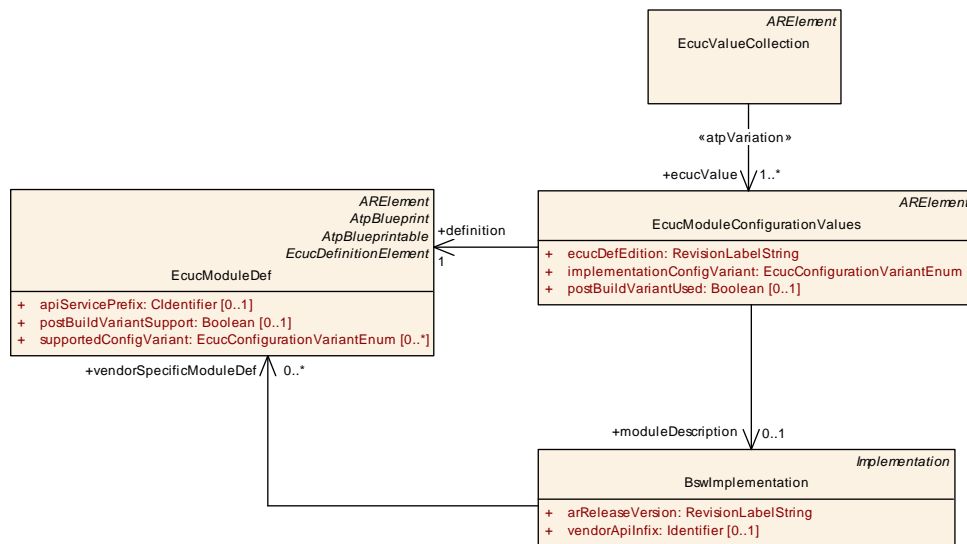 ARElement
EcucValueCollection
«atpVariation»
+ecucValue 1..*
ARElement
AtpBlueprint
AtpBlueprintable
EcucDefinitionElement
EcucModuleDef
+ apiServicePrefix: CIdentifier [0..1]
+ postBuildVariantSupport: Boolean [0..1]
+ supportedConfigVariant: EcucConfigurationVariantEnum [0..*]
+definition
1
ARElement
EcucModuleConfigurationValues
+ ecucDefEdition: RevisionLabelString
+ implementationConfigVariant: EcucConfigurationVariantEnum
+ postBuildVariantUsed: Boolean [0..1]
+vendorSpecificModuleDef 0..*
+moduleDescription 0..1
Implementation
BswImplementation
+ arReleaseVersion: RevisionLabelString
+ vendorApiInfix: Identifier [0..1]